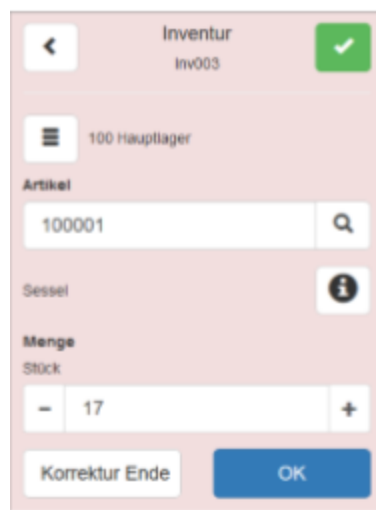 Inventur
Inv003
100 Hauptlager
Artikel
100001
Sessel
Menge
Stück
- 17 +
Korrektur Ende OK